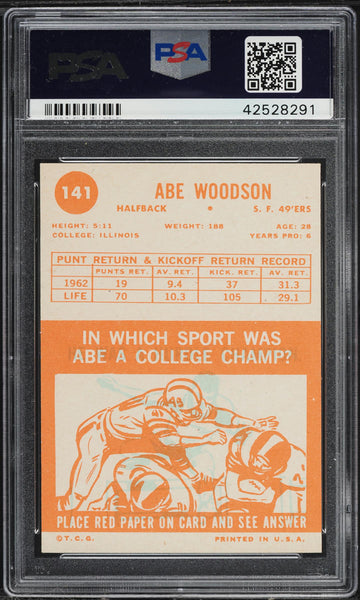 PSA
PSA
42528291
141
ABE WOODSON
HALFBACK • S. F. 49'ERS
HEIGHT: 5:11 WEIGHT: 188 AGE: 28
COLLEGE: ILLINOIS YEARS PRO: 6
PUNT RETURN & KICKOFF RETURN RECORD
PUNTS RET. AV. RET. KICK. RET. AV. RET.
1962 19 9.4 37 31.3
LIFE 70 10.3 105 29.1
IN WHICH SPORT WAS
ABE A COLLEGE CHAMP?
PLACE RED PAPER ON CARD AND SEE ANSWER
©T.C.G. PRINTED IN U.S.A.